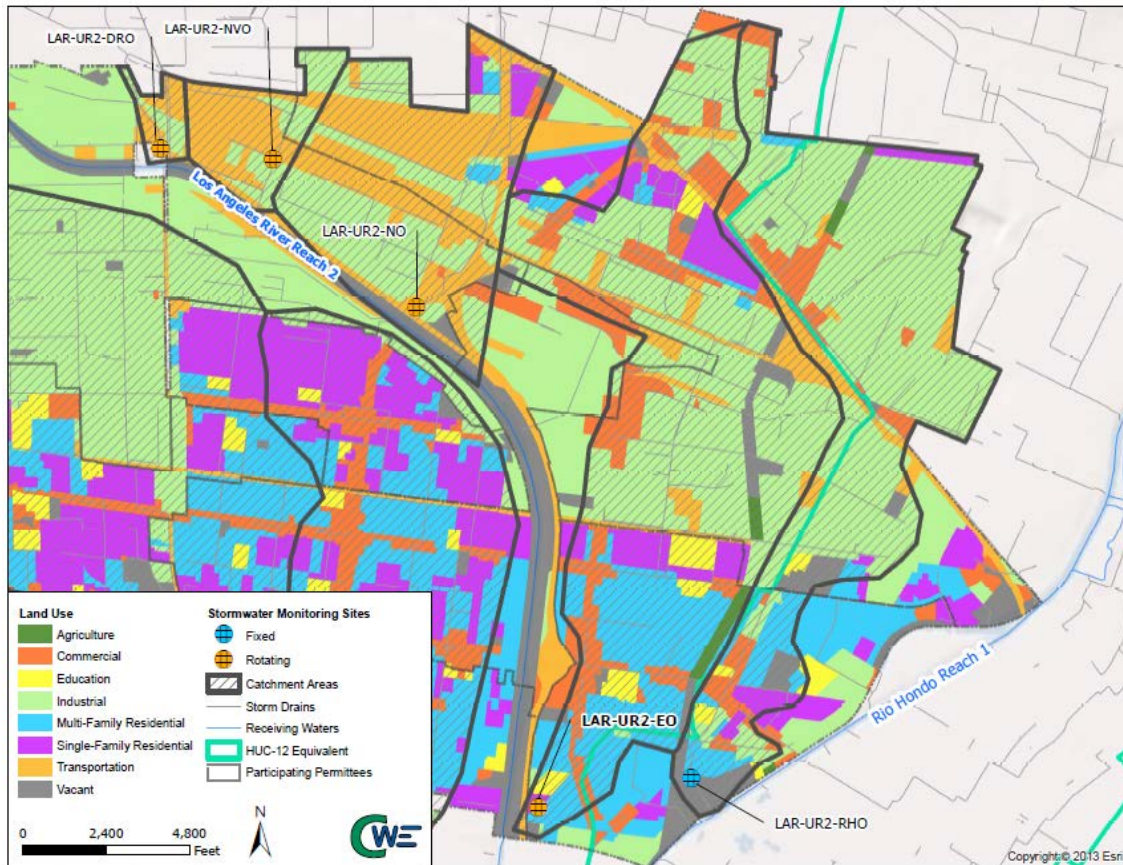 LAR-UR2-DRO
LAR-UR2-NVO
Los Angeles River Reach 2
LAR-UR2-NO
LAR-UR2-EO
Rio Hondo Reach 1
LAR-UR2-RHO
Land Use
Agriculture
Commercial
Education
Industrial
Multi-Family Residential
Single-Family Residential
Transportation
Vacant
Stormwater Monitoring Sites
Fixed
Rotating
Catchment Areas
Storm Drains
Receiving Waters
HUC-12 Equivalent
Participating Permittees
0 2,400 4,800
Feet
N
CWE
Copyright:© 2013 Esri